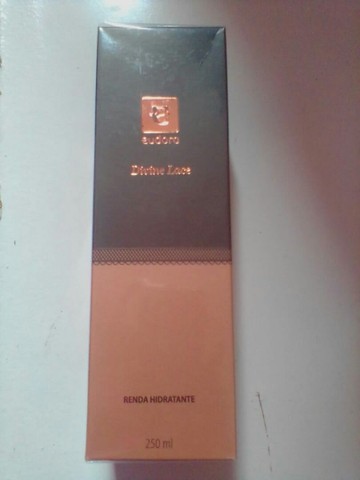 eudora
Divine Lace
RENDA HIDRATANTE
250 ml